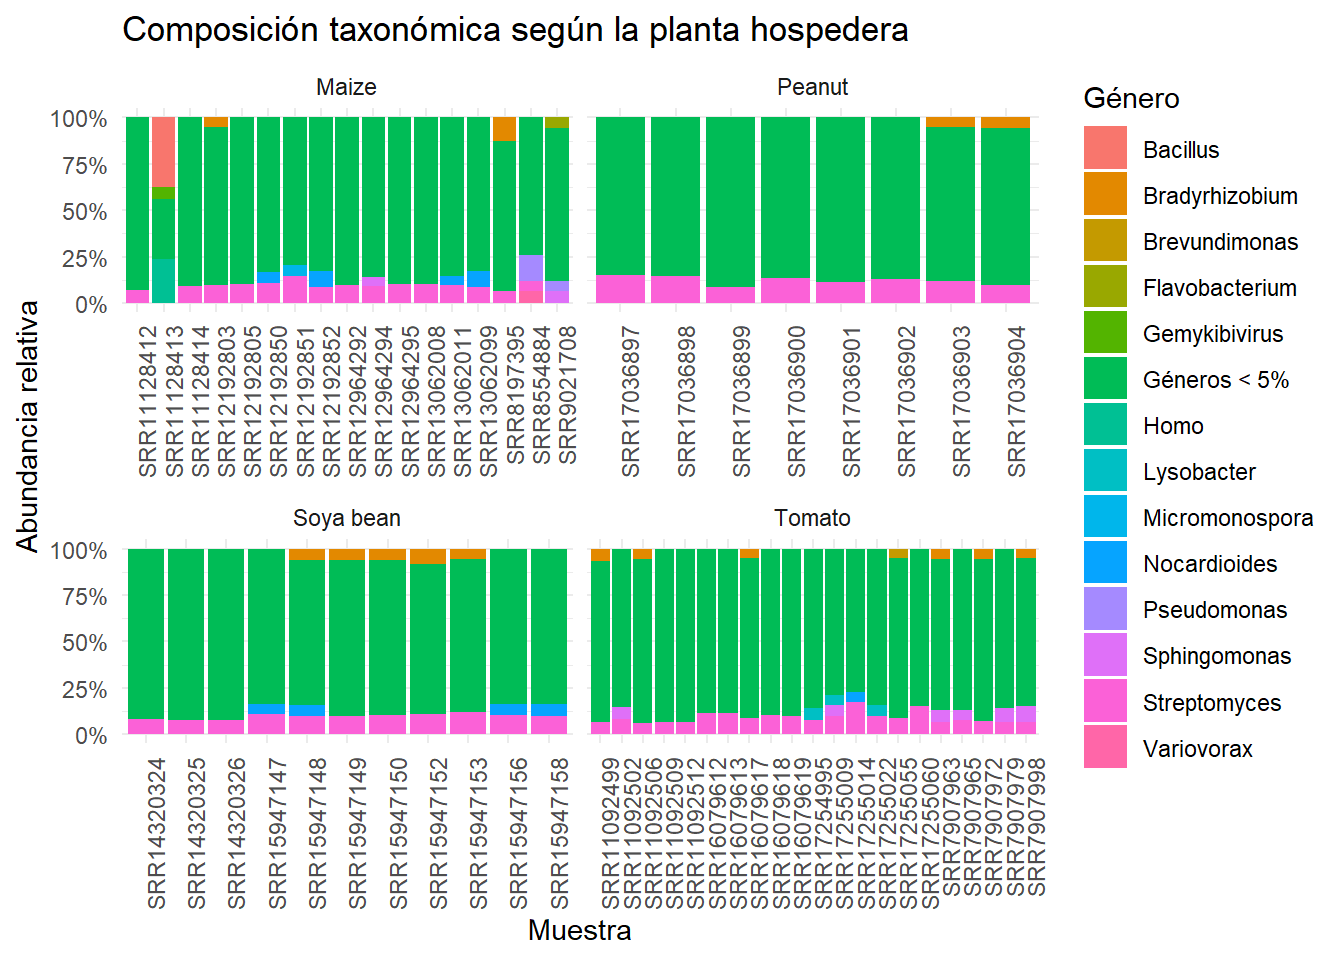 Composición taxonómica según la planta hospedera
Maize
Peanut
100%
75%
50%
25%
0%
SRR11128412
SRR11128413
SRR11128414
SRR12192803
SRR12192805
SRR12192850
SRR12192851
SRR12192852
SRR12964292
SRR12964294
SRR12964295
SRR13062008
SRR13062011
SRR13062099
SRR8197395
SRR8554884
SRR9021708
SRR17036897
SRR17036898
SRR17036899
SRR17036900
SRR17036901
SRR17036902
SRR17036903
SRR17036904
Abundancia relativa
Soya bean
Tomato
100%
75%
50%
25%
0%
SRR14320324
SRR14320325
SRR14320326
SRR15947147
SRR15947148
SRR15947149
SRR15947150
SRR15947152
SRR15947153
SRR15947156
SRR15947158
SRR11092499
SRR11092502
SRR11092506
SRR11092509
SRR11092512
SRR16079612
SRR16079613
SRR16079617
SRR16079618
SRR16079619
SRR17254995
SRR17255009
SRR17255014
SRR17255022
SRR17255055
SRR17255060
SRR7907963
SRR7907965
SRR7907972
SRR7907979
SRR7907998
Muestra
Género
Bacillus
Bradyrhizobium
Brevundimonas
Flavobacterium
Gemykibivirus
Géneros < 5%
Homo
Lysobacter
Micromonospora
Nocardioides
Pseudomonas
Sphingomonas
Streptomyces
Variovorax